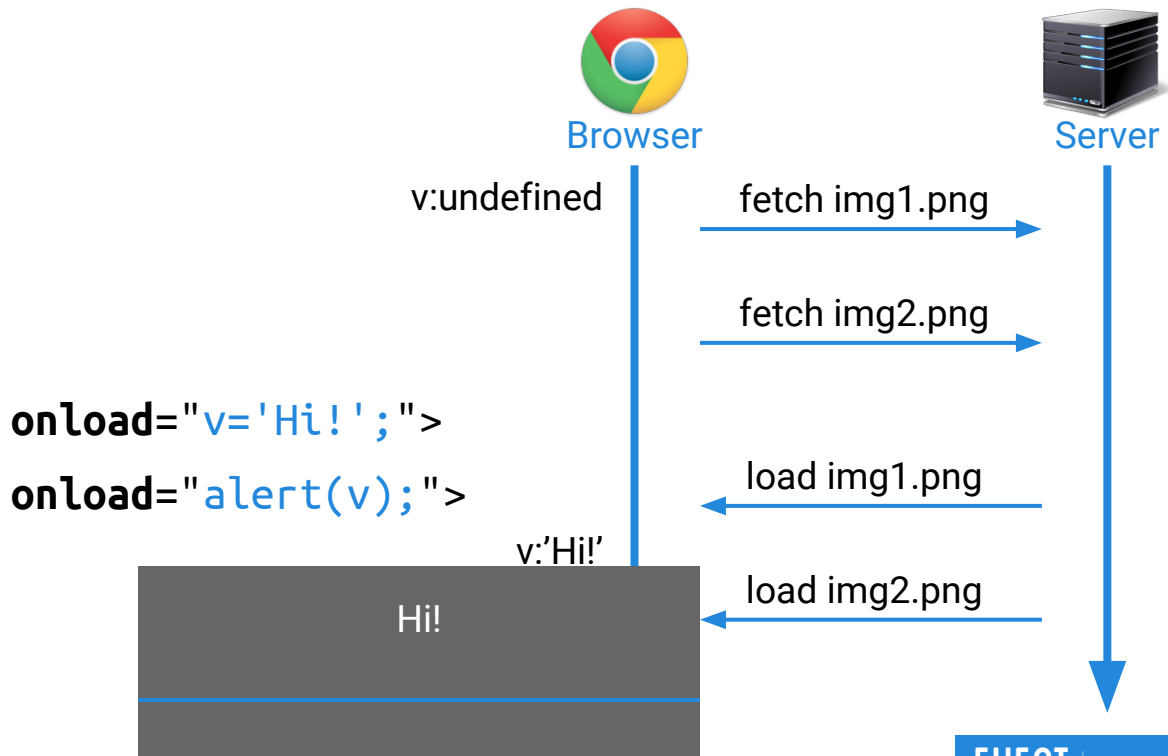 Browser
Server
v:undefined
fetch img1.png
fetch img2.png
onload="v='Hi!';">
onload="alert(v);">
load img1.png
v:’Hi!’
load img2.png
Hi!